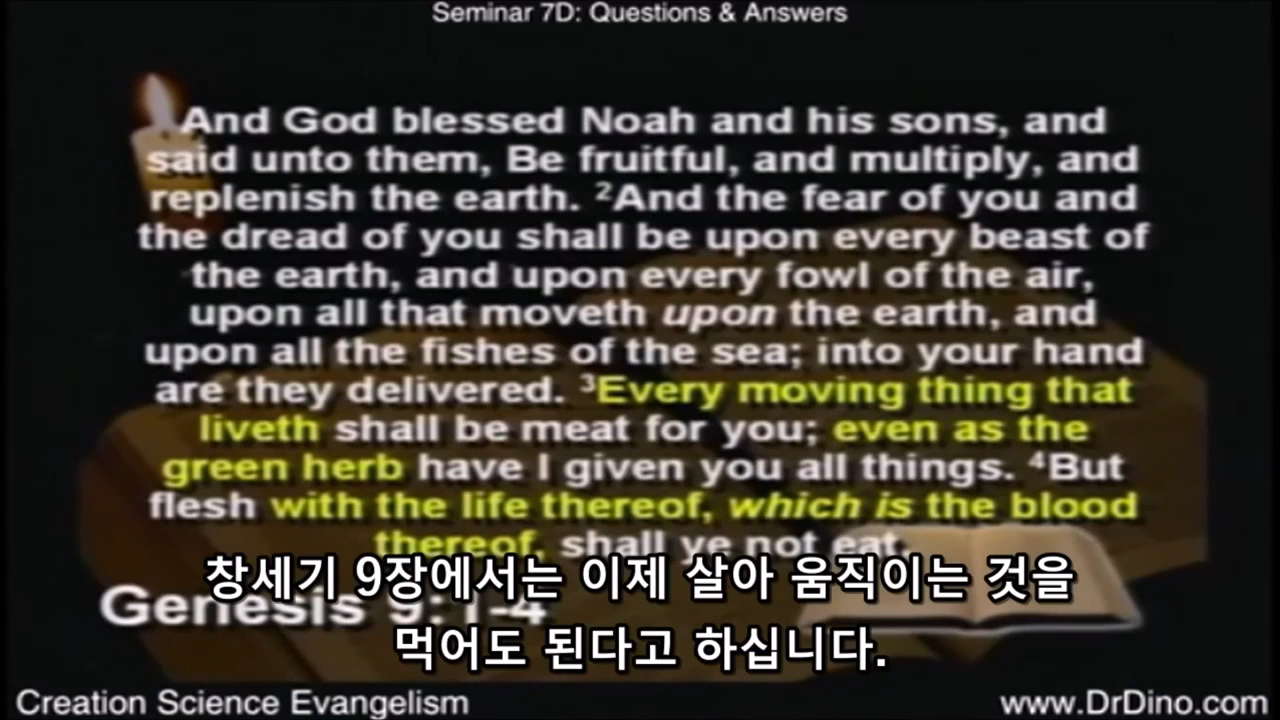 Seminar 7D: Questions & Answers
And God blessed Noah and his sons, and
said unto them, Be fruitful, and multiply, and
replenish the earth. ²And the fear of you and
the dread of you shall be upon every beast of
the earth, and upon every fowl of the air,
upon all that moveth upon the earth, and
upon all the fishes of the sea; into your hand
are they delivered. ³Every moving thing that
liveth shall be meat for you; even as the
green herb have I given you all things. ⁴But
flesh with the life thereof, which is the blood
thereof, shall ye not eat.
창세기 9장에서는 이제 살아 움직이는 것을
Genesis 9:1-4
먹어도 된다고 하십니다.
Creation Science Evangelism
www.DrDino.com